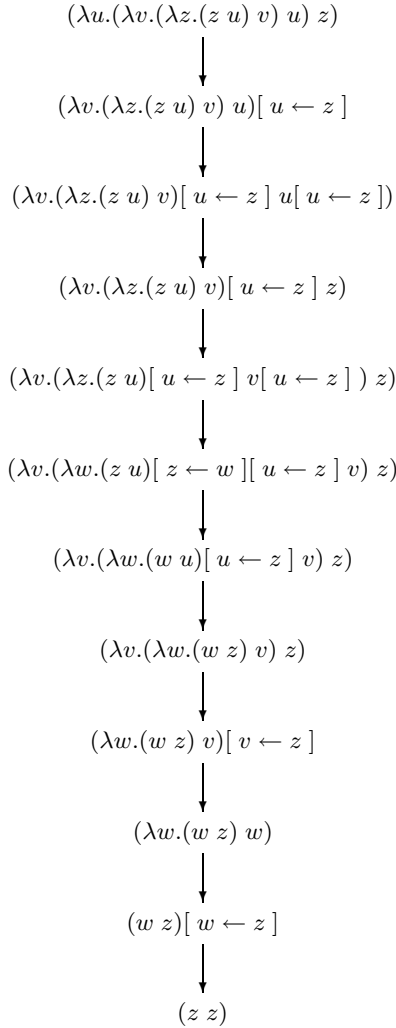 (λu.(λv.(λz.(z u) v) u) z)
(λv.(λz.(z u) v) u)[ u ← z ]
(λv.(λz.(z u) v)[ u ← z ] u[ u ← z ])
(λv.(λz.(z u) v)[ u ← z ] z)
(λv.(λz.(z u)[ u ← z ] v[ u ← z ] ) z)
(λv.(λw.(z u)[ z ← w ][ u ← z ] v) z)
(λv.(λw.(w u)[ u ← z ] v) z)
(λv.(λw.(w z) v) z)
(λw.(w z) v)[ v ← z ]
(λw.(w z) w)
(w z)[ w ← z ]
(z z)